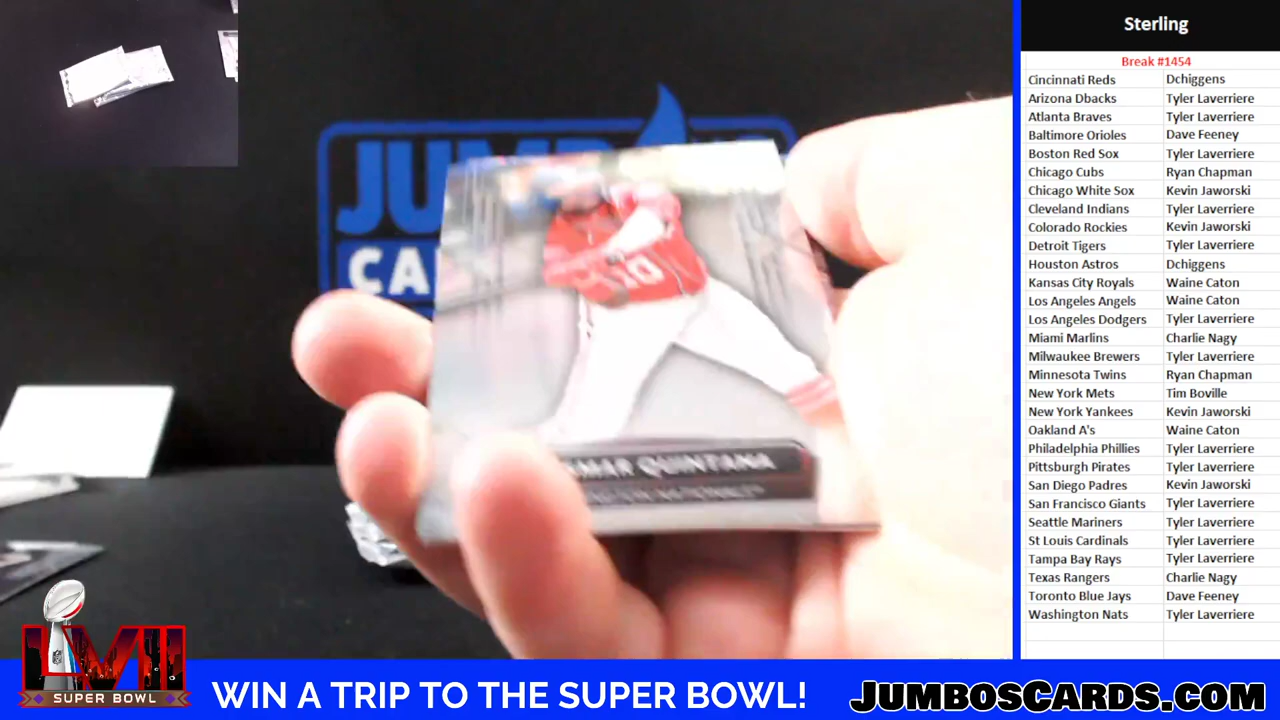 Sterling
Break #1454
Cincinnati Reds Dchiggens
Arizona Dbacks Tyler Laverriere
Atlanta Braves Tyler Laverriere
Baltimore Orioles Dave Feeney
Boston Red Sox Tyler Laverriere
Chicago Cubs Ryan Chapman
Chicago White Sox Kevin Jaworski
Cleveland Indians Tyler Laverriere
Colorado Rockies Kevin Jaworski
Detroit Tigers Tyler Laverriere
Houston Astros Dchiggens
Kansas City Royals Waine Caton
Los Angeles Angels Waine Caton
Los Angeles Dodgers Tyler Laverriere
Miami Marlins Charlie Nagy
Milwaukee Brewers Tyler Laverriere
Minnesota Twins Ryan Chapman
New York Mets Tim Boville
New York Yankees Kevin Jaworski
Oakland A's Waine Caton
Philadelphia Phillies Tyler Laverriere
Pittsburgh Pirates Tyler Laverriere
San Diego Padres Kevin Jaworski
San Francisco Giants Tyler Laverriere
Seattle Mariners Tyler Laverriere
St Louis Cardinals Tyler Laverriere
Tampa Bay Rays Tyler Laverriere
Texas Rangers Charlie Nagy
Toronto Blue Jays Dave Feeney
Washington Nats Tyler Laverriere
10
QUINTANA
LVII
SUPER BOWL
WIN A TRIP TO THE SUPER BOWL!
JUMBOSCARDS.COM